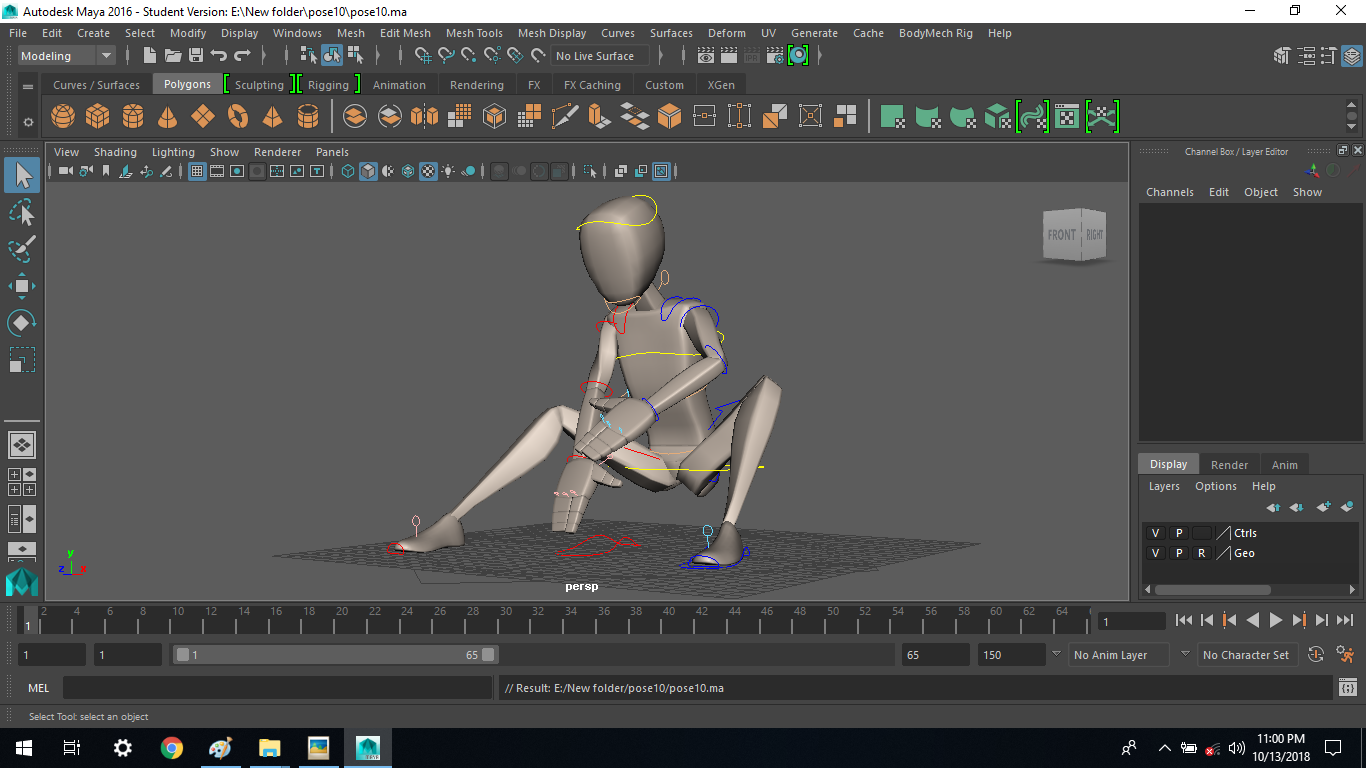 Autodesk Maya 2016 - Student Version: E:\New folder\pose10\pose10.ma
File Edit Create Select Modify Display Windows Mesh Edit Mesh Mesh Tools Mesh Display Curves Surfaces Deform UV Generate Cache BodyMech Rig Help
Modeling No Live Surface
Curves / Surfaces Polygons Sculpting Rigging Animation Rendering FX FX Caching Custom XGen
View Shading Lighting Show Renderer Panels
Channel Box / Layer Editor
Channels Edit Object Show
FRONT RIGHT
Display Render Anim
Layers Options Help
V P Ctrls
V P R Geo
y
z x
persp
2 4 6 8 10 12 14 16 18 20 22 24 26 28 30 32 34 36 38 40 42 44 46 48 50 52 54 56 58 60 62 64
1 1
1 1 1 65 65 150 No Anim Layer No Character Set
MEL // Result: E:/New folder/pose10/pose10.ma
Select Tool: select an object
11:00 PM
10/13/2018